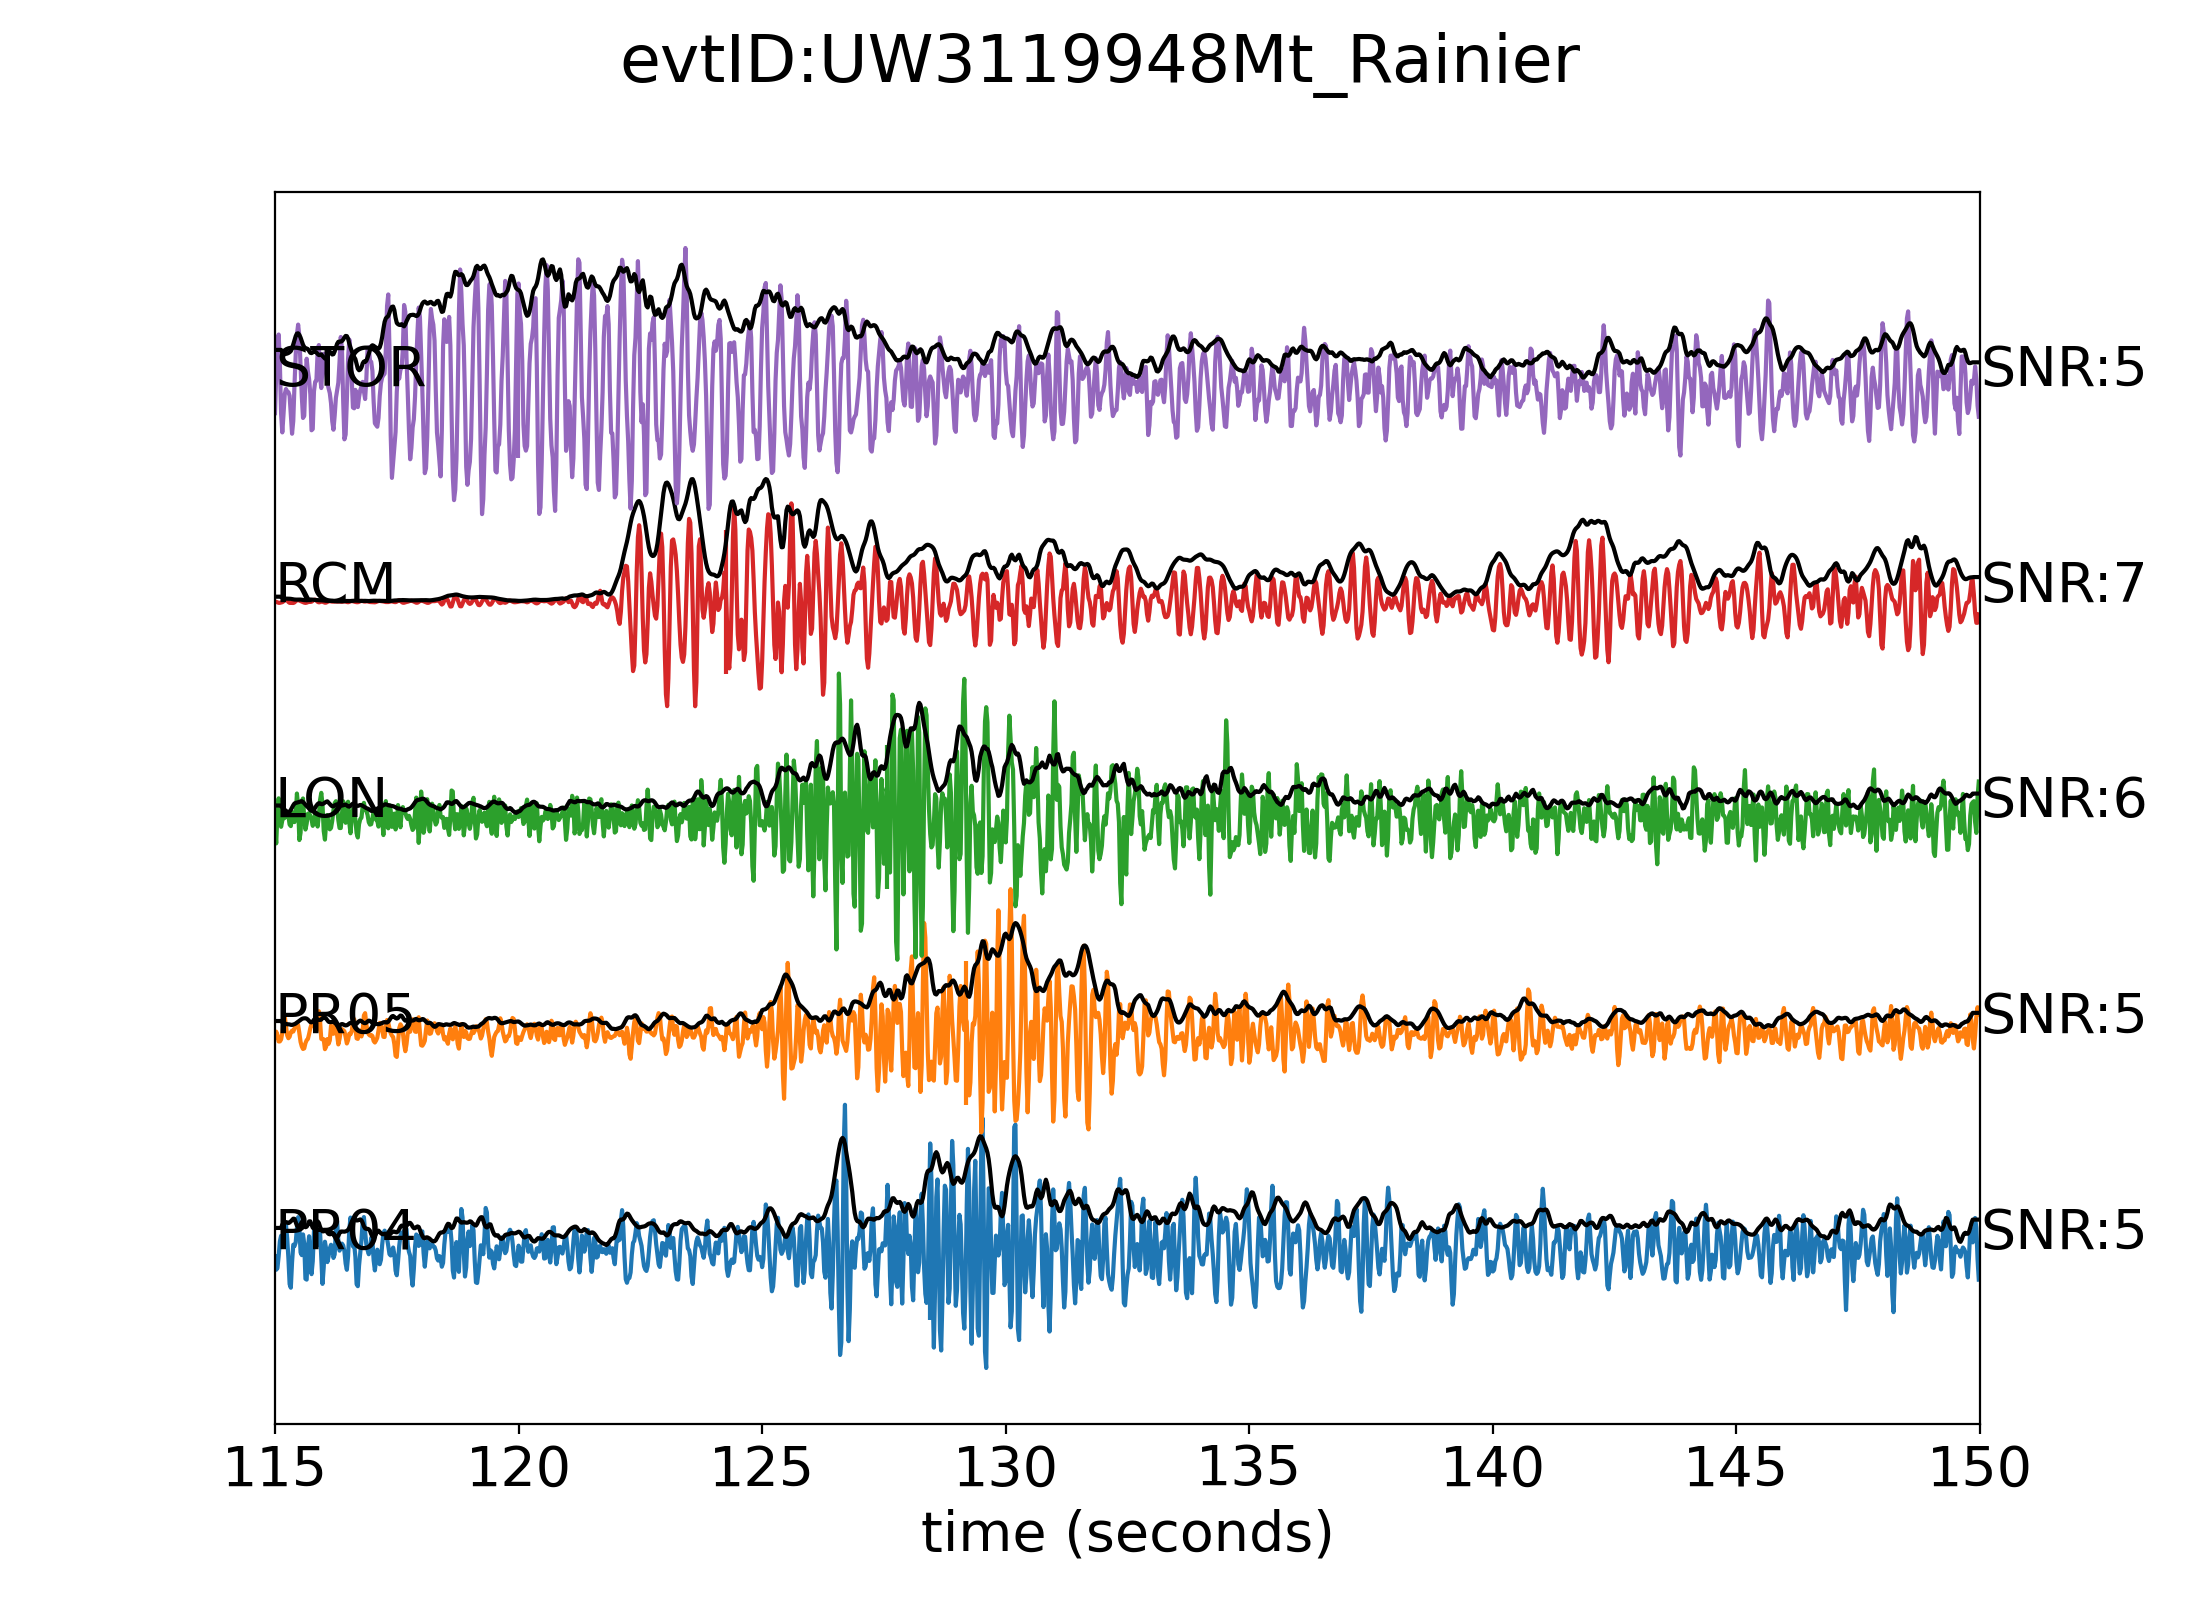 evtID:UW3119948Mt_Rainier
STOR SNR:5
RCM SNR:7
LON SNR:6
PR05 SNR:5
PR04 SNR:5
115 120 125 130 135 140 145 150
time (seconds)